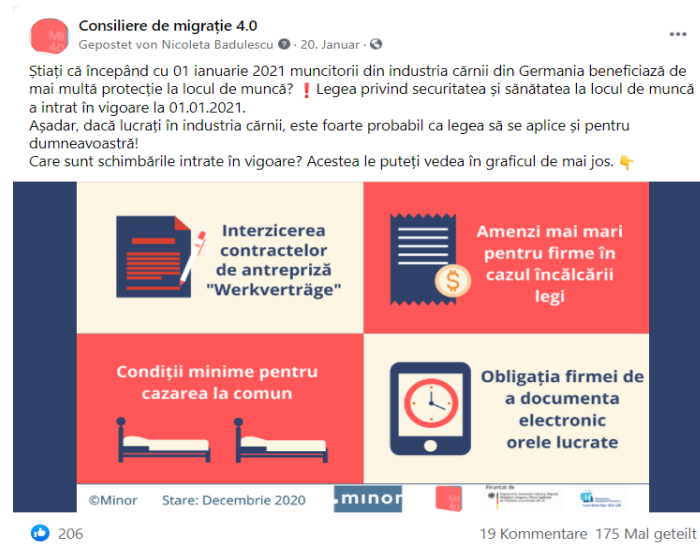 Consiliere de migrație 4.0
Gepostet von Nicoleta Badulescu · 20. Januar ·
Știați că începând cu 01 ianuarie 2021 muncitorii din industria cărnii din Germania beneficiază de
mai multă protecție la locul de muncă? ❗ Legea privind securitatea și sănătatea la locul de muncă
a intrat în vigoare la 01.01.2021.
Așadar, dacă lucrați în industria cărnii, este foarte probabil ca legea să se aplice și pentru
dumneavoastră!
Care sunt schimbările intrate în vigoare? Acestea le puteți vedea în graficul de mai jos. 👇
Interzicerea
contractelor
de antrepriză
"Werkverträge"
Amenzi mai mari
pentru firme în
cazul încălcării
legi
Condiții minime pentru
cazarea la comun
Obligația firmei de
a documenta
electronic
orele lucrate
©Minor Stare: Decembrie 2020 .minor MB 4.0
Finanțat de
206
19 Kommentare 175 Mal geteilt